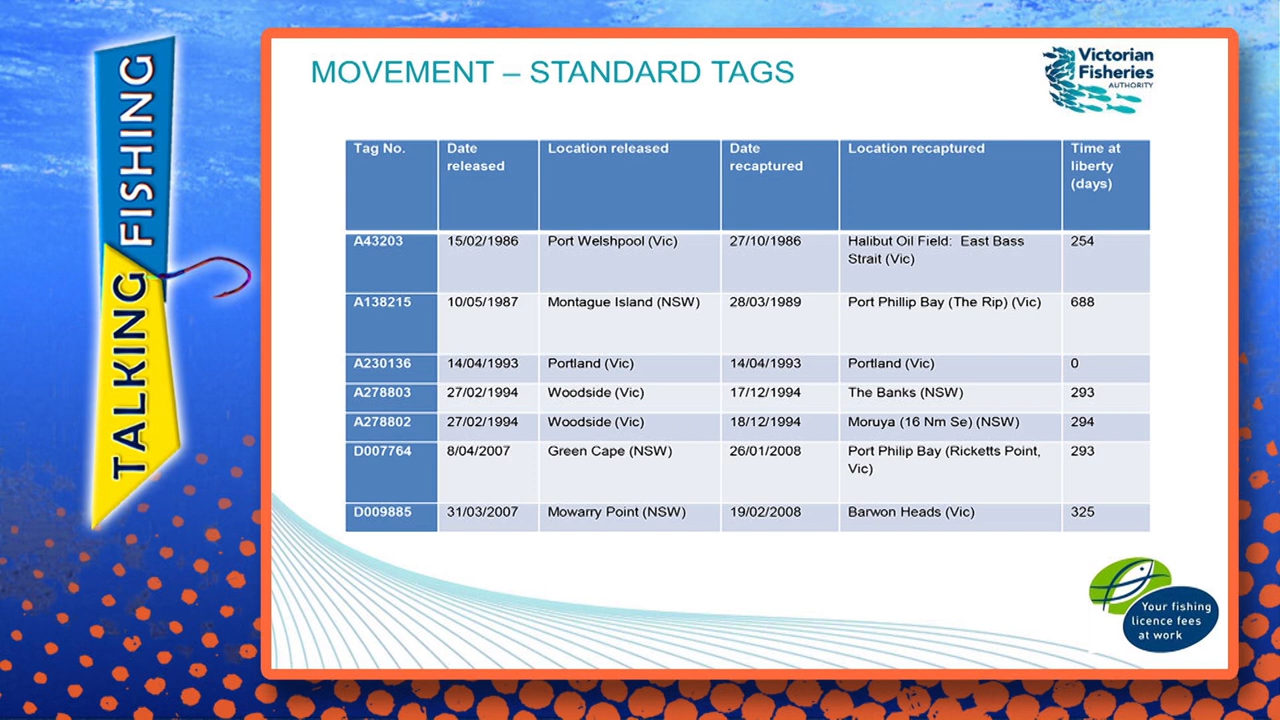 TALKING FISHING
MOVEMENT – STANDARD TAGS
Victorian
Fisheries
AUTHORITY
Tag No. Date released Location released Date recaptured Location recaptured Time at liberty (days)
A43203 15/02/1986 Port Welshpool (Vic) 27/10/1986 Halibut Oil Field: East Bass Strait (Vic) 254
A138215 10/05/1987 Montague Island (NSW) 28/03/1989 Port Phillip Bay (The Rip) (Vic) 688
A230136 14/04/1993 Portland (Vic) 14/04/1993 Portland (Vic) 0
A278803 27/02/1994 Woodside (Vic) 17/12/1994 The Banks (NSW) 293
A278802 27/02/1994 Woodside (Vic) 18/12/1994 Moruya (16 Nm Se) (NSW) 294
D007764 8/04/2007 Green Cape (NSW) 26/01/2008 Port Philip Bay (Ricketts Point, Vic) 293
D009885 31/03/2007 Mowarry Point (NSW) 19/02/2008 Barwon Heads (Vic) 325
Your fishing
licence fees
at work